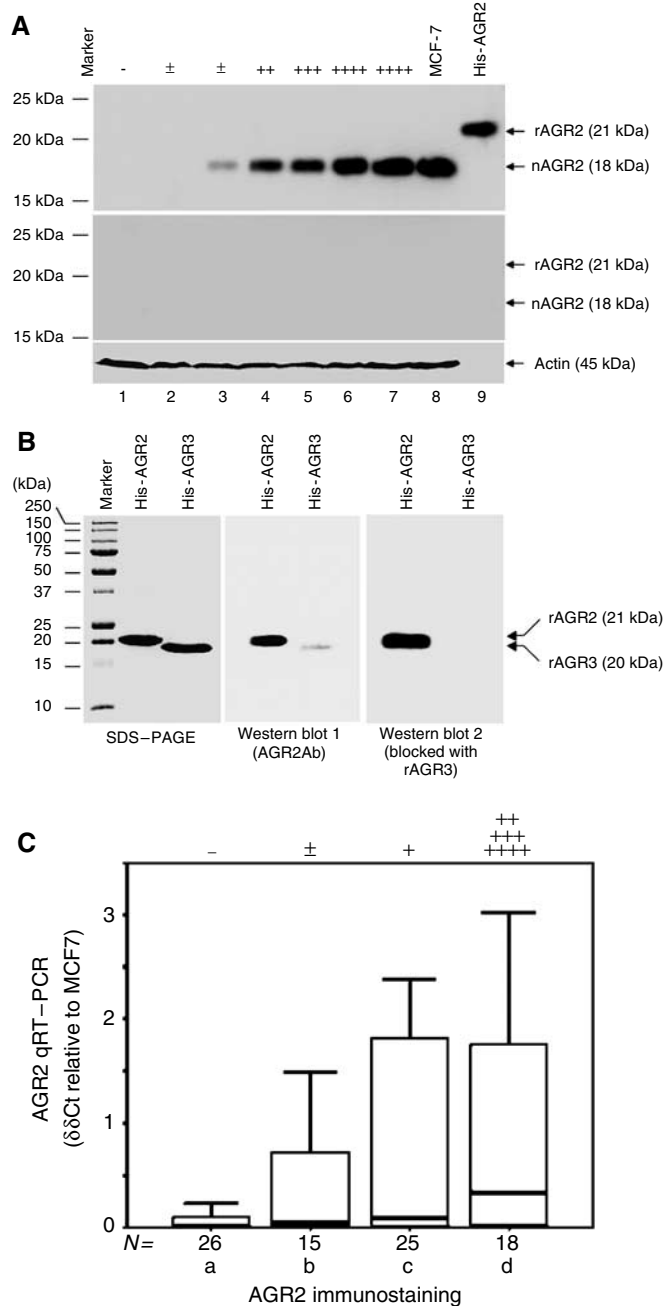 A
Marker - ± ± ++ +++ ++++ ++++ MCF-7 His-AGR2
25 kDa
20 kDa
15 kDa
rAGR2 (21 kDa)
nAGR2 (18 kDa)
25 kDa
20 kDa
15 kDa
rAGR2 (21 kDa)
nAGR2 (18 kDa)
Actin (45 kDa)
1 2 3 4 5 6 7 8 9
B
(kDa) Marker His-AGR2 His-AGR3 His-AGR2 His-AGR3 His-AGR2 His-AGR3
250
150
100
75
50
37
25
20
15
10
rAGR2 (21 kDa)
rAGR3 (20 kDa)
SDS–PAGE
Western blot 1
(AGR2Ab)
Western blot 2
(blocked with
rAGR3)
C
– ± + ++
+++
++++
AGR2 qRT–PCR
(δδCt relative to MCF7)
3
2
1
0
N= 26 15 25 18
a b c d
AGR2 immunostaining